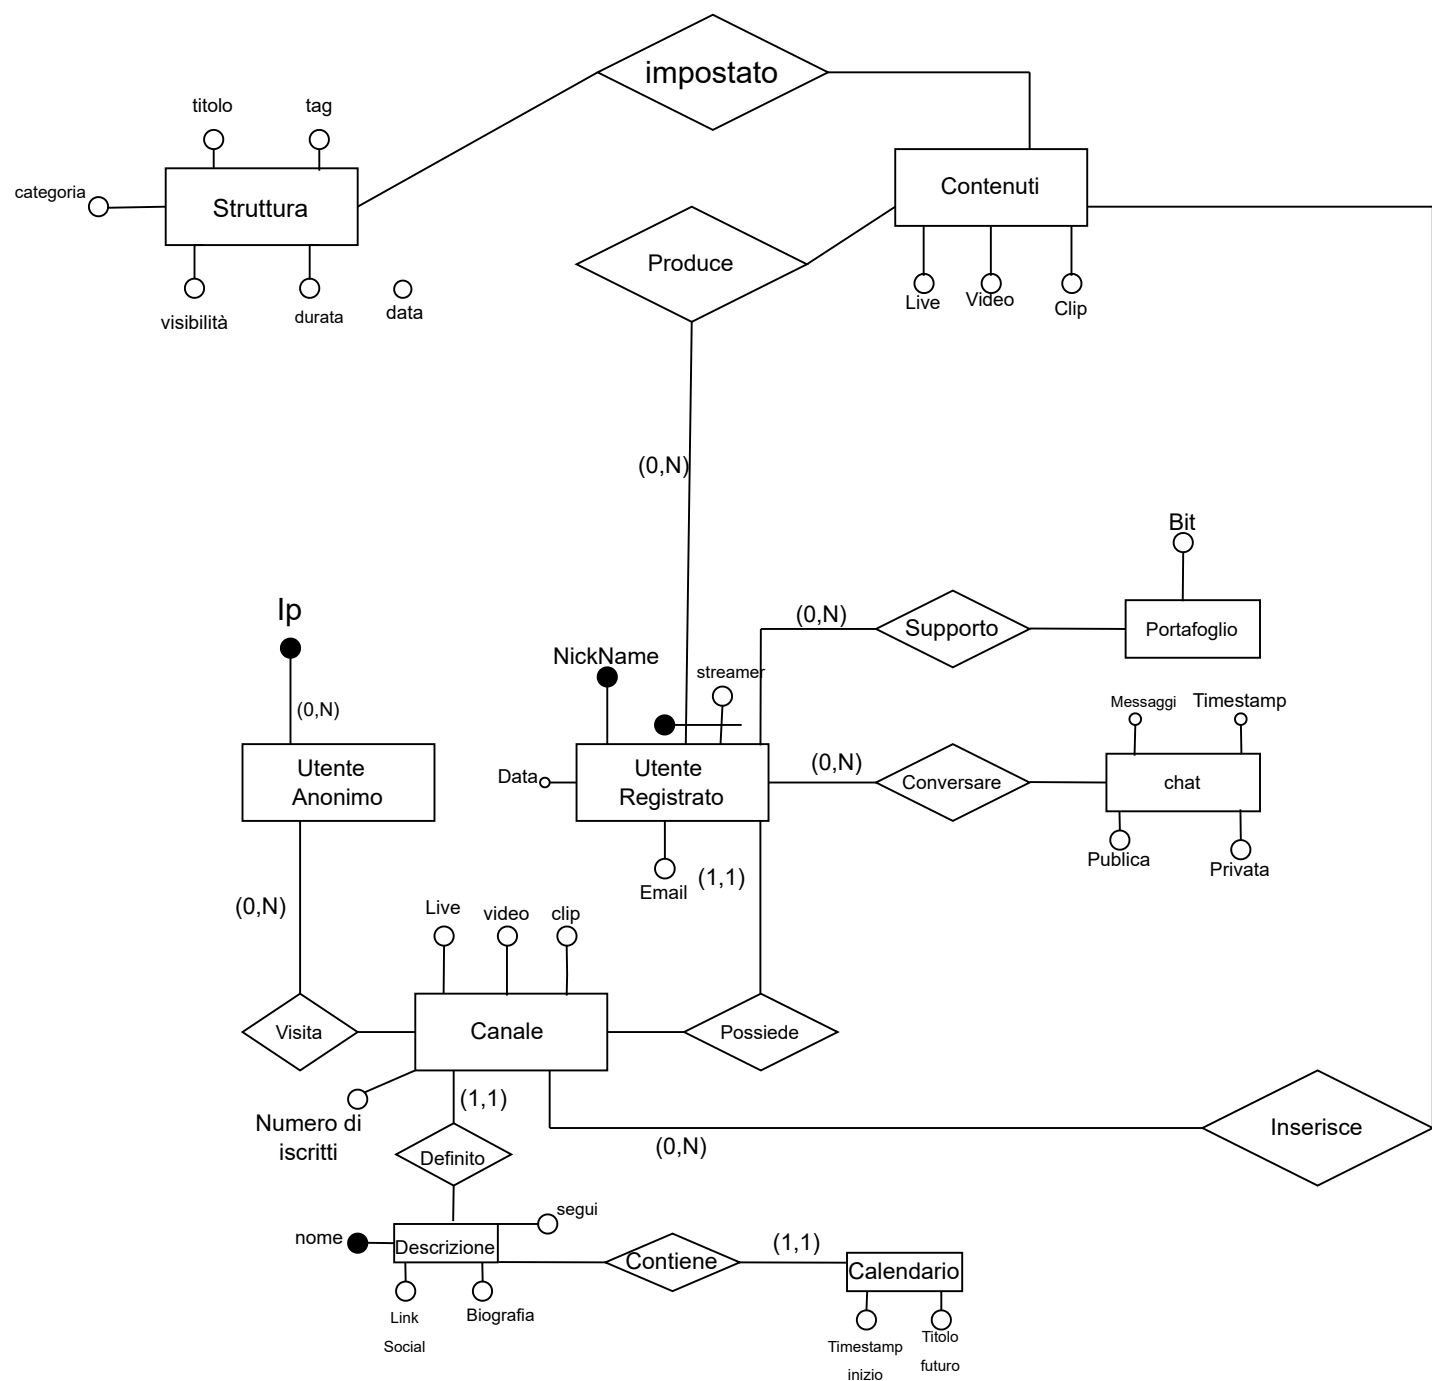 impostato
titolo
tag
categoria
Struttura
Contenuti
Produce
visibilità
durata
data
Live
Video
Clip
(0,N)
Bit
Ip
(0,N)
Supporto
Portafoglio
NickName
streamer
(0,N)
Messaggi
Timestamp
Utente
Anonimo
Data
Utente
Registrato
(0,N)
Conversare
chat
Publica
Privata
Email
(1,1)
(0,N)
Live
video
clip
Visita
Canale
Possiede
Numero di
iscritti
(1,1)
(0,N)
Inserisce
Definito
segui
nome
Descrizione
Contiene
(1,1)
Calendario
Link
Social
Biografia
Timestamp
inizio
Titolo
futuro